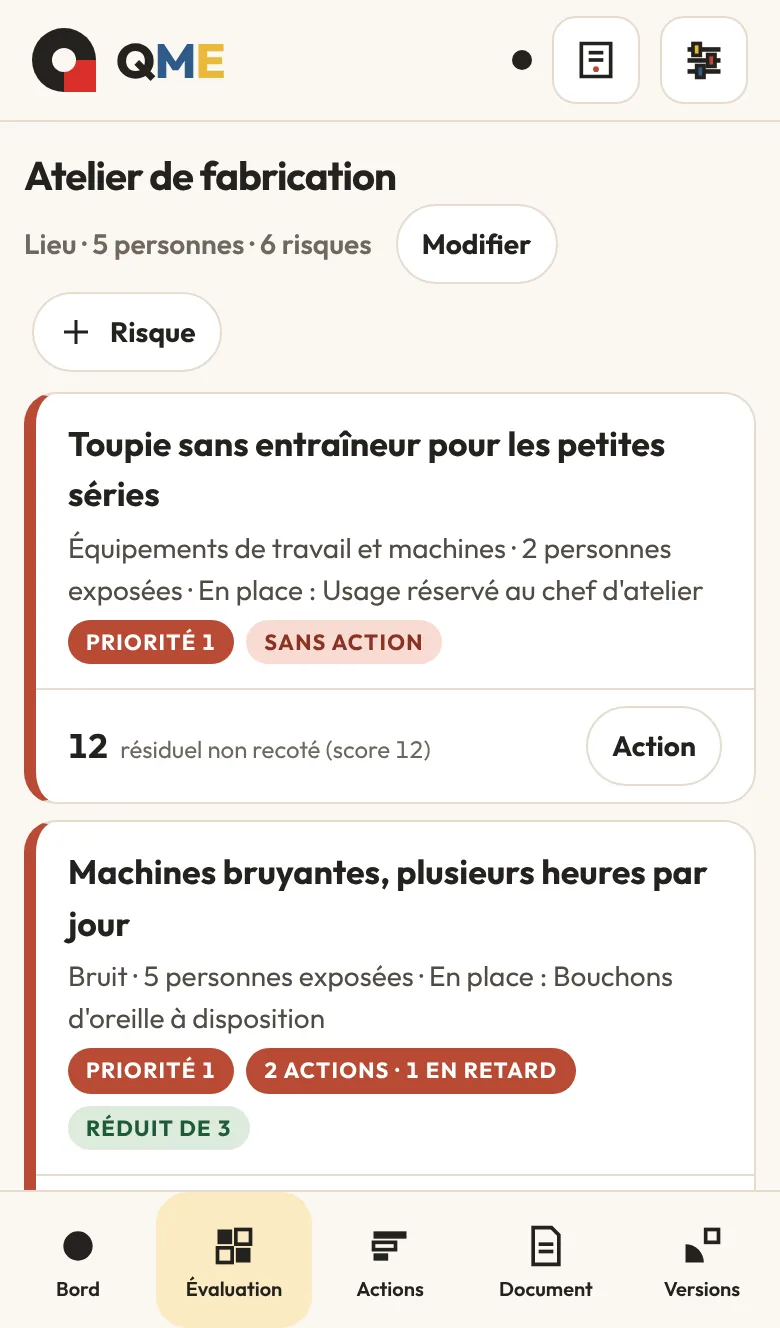 QME
Atelier de fabrication
Lieu · 5 personnes · 6 risques
Modifier
+ Risque
Toupie sans entraîneur pour les petites
séries
Équipements de travail et machines · 2 personnes
exposées · En place : Usage réservé au chef d'atelier
PRIORITÉ 1
SANS ACTION
12 résiduel non recoté (score 12)
Action
Machines bruyantes, plusieurs heures par
jour
Bruit · 5 personnes exposées · En place : Bouchons
d'oreille à disposition
PRIORITÉ 1
2 ACTIONS · 1 EN RETARD
RÉDUIT DE 3
Bord
Évaluation
Actions
Document
Versions